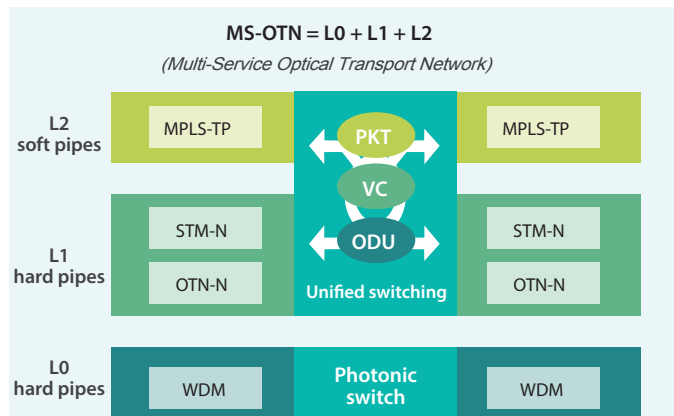 MS-OTN = L0 + L1 + L2
(Multi-Service Optical Transport Network)
L2
soft pipes
MPLS-TP
PKT
MPLS-TP
VC
L1
hard pipes
STM-N
ODU
STM-N
OTN-N
Unified switching
OTN-N
L0
hard pipes
WDM
Photonic
switch
WDM